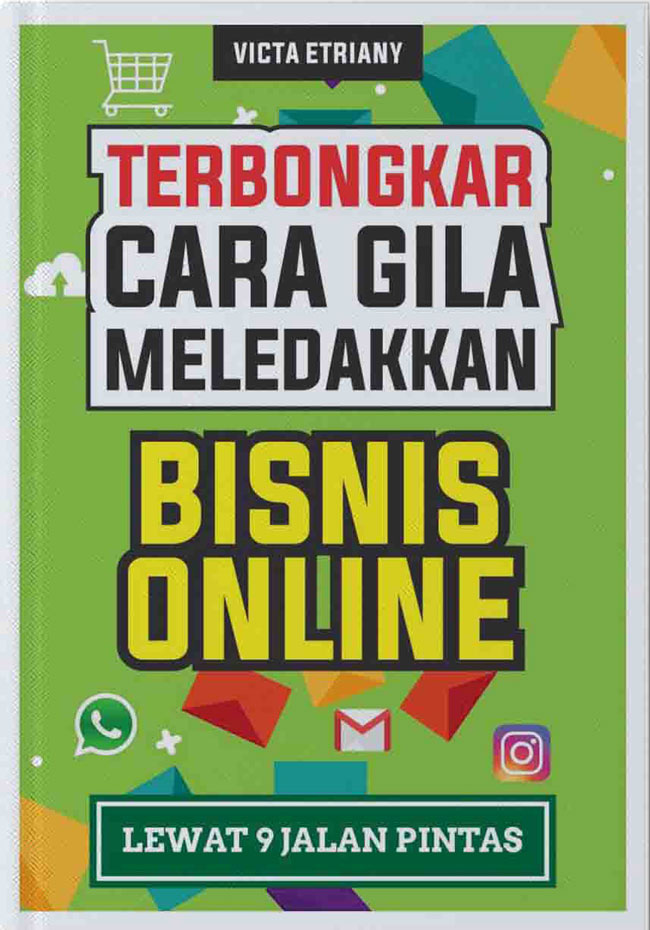 VICTA ETRIANY
TERBONGKAR
CARA GILA
MELEDAKKAN
BISNIS
ONLINE
LEWAT 9 JALAN PINTAS